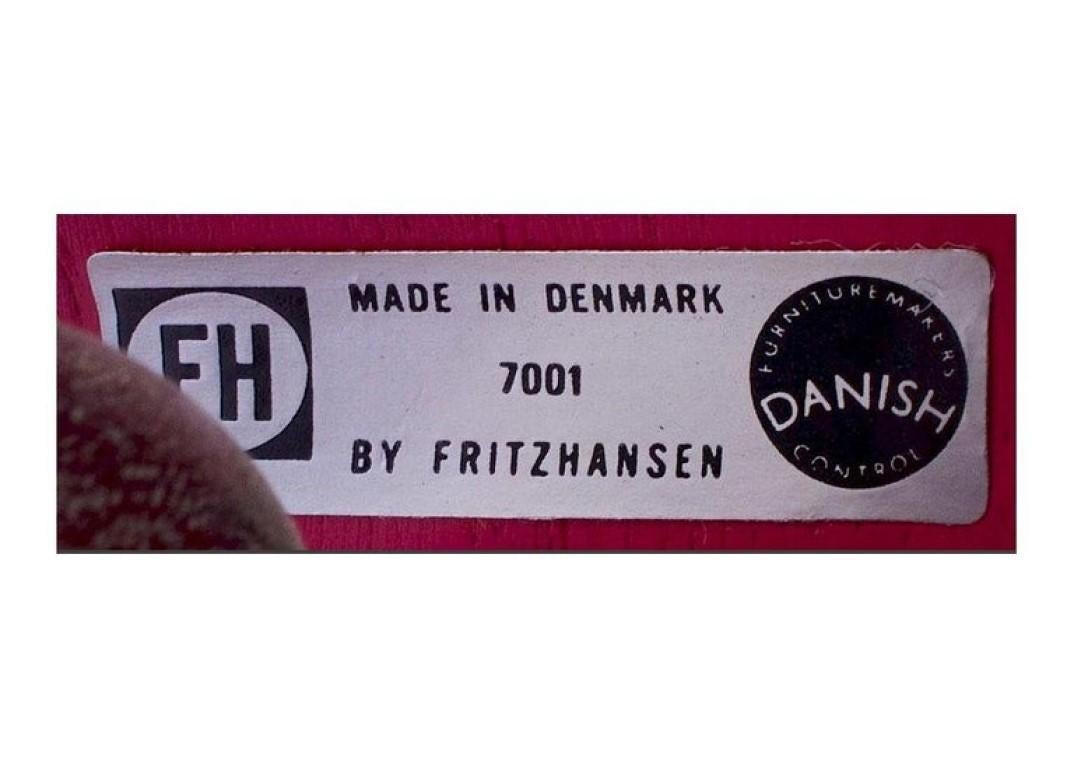 FH
MADE IN DENMARK
7001
BY FRITZHANSEN
FURNITUREMAKERS
DANISH
CONTROL